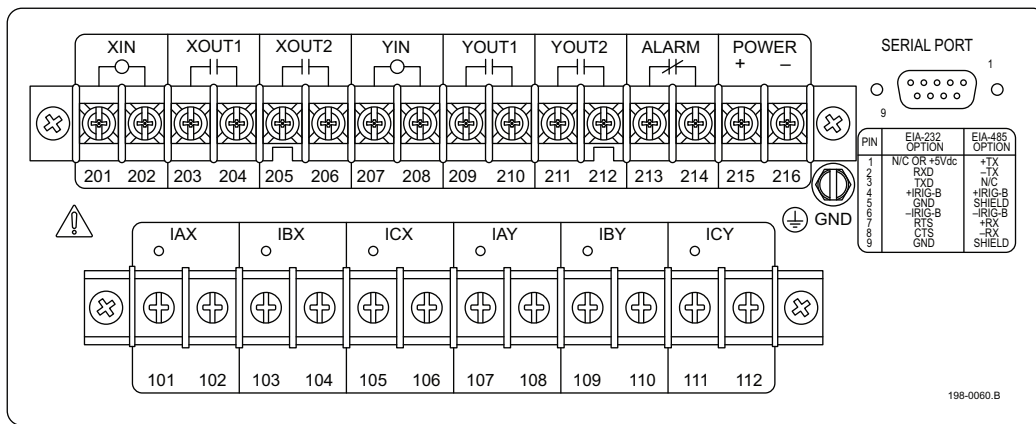 XIN XOUT1 XOUT2 YIN YOUT1 YOUT2 ALARM POWER
+ –
201 202 203 204 205 206 207 208 209 210 211 212 213 214 215 216
GND
SERIAL PORT
1
9
PIN EIA-232 OPTION EIA-485 OPTION
1 N/C OR +5Vdc +TX
2 RXD –TX
3 TXD N/C
4 +IRIG-B +IRIG-B
5 GND SHIELD
6 –IRIG-B –IRIG-B
7 RTS +RX
8 CTS –RX
9 GND SHIELD
IAX IBX ICX IAY IBY ICY
101 102 103 104 105 106 107 108 109 110 111 112
198-0060.B